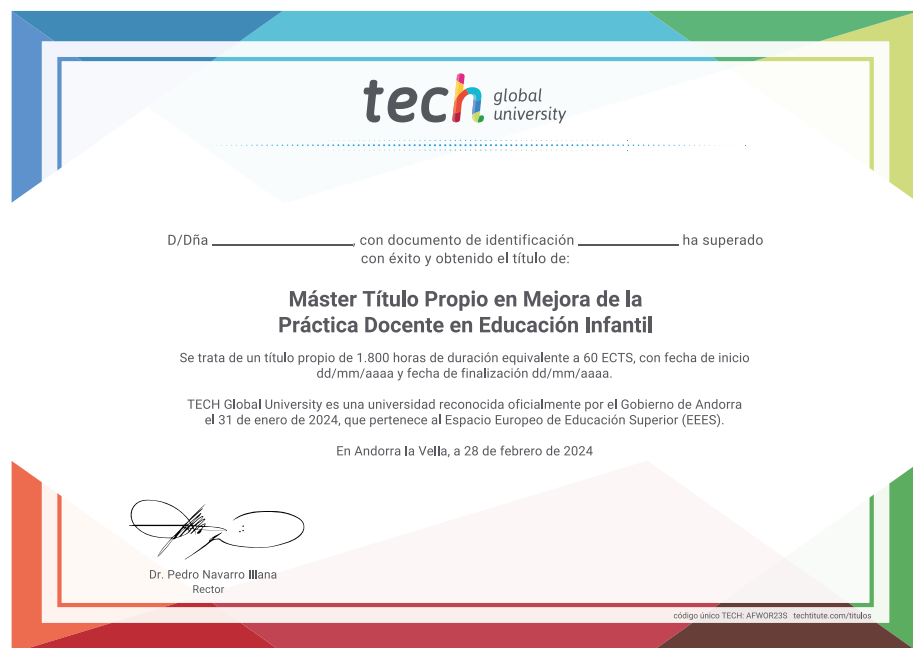 tech global university
D/Dña ____________, con documento de identificación ____________ ha superado
con éxito y obtenido el título de:
Máster Título Propio en Mejora de la
Práctica Docente en Educación Infantil
Se trata de un título propio de 1.800 horas de duración equivalente a 60 ECTS, con fecha de inicio
dd/mm/aaaa y fecha de finalización dd/mm/aaaa.
TECH Global University es una universidad reconocida oficialmente por el Gobierno de Andorra
el 31 de enero de 2024, que pertenece al Espacio Europeo de Educación Superior (EEES).
En Andorra la Vella, a 28 de febrero de 2024
Dr. Pedro Navarro Illana
Rector
código único TECH: AFWOR23S techtitute.com/titulos